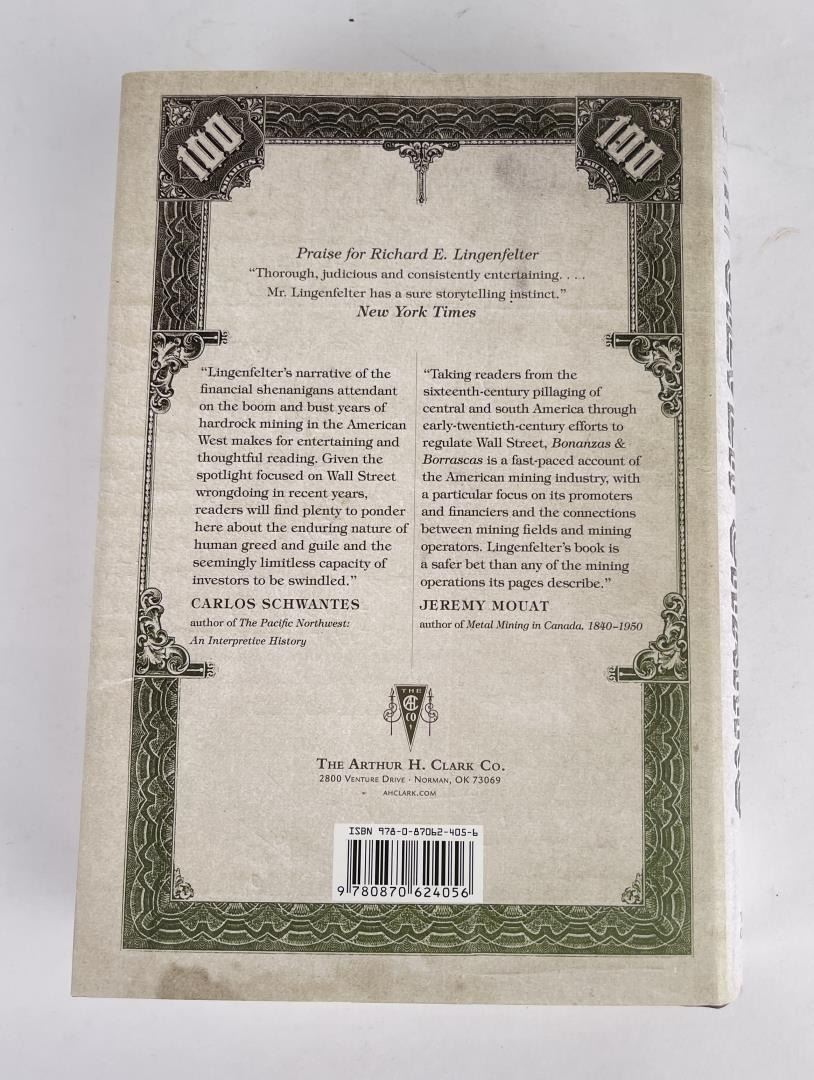 100
100
Praise for Richard E. Lingenfelter
“Thorough, judicious and consistently entertaining. . . .
Mr. Lingenfelter has a sure storytelling instinct.”
New York Times
“Lingenfelter’s narrative of the
financial shenanigans attendant
on the boom and bust years of
hardrock mining in the American
West makes for entertaining and
thoughtful reading. Given the
spotlight focused on Wall Street
wrongdoing in recent years,
readers will find plenty to ponder
here about the enduring nature of
human greed and guile and the
seemingly limitless capacity of
investors to be swindled.”
CARLOS SCHWANTES
author of The Pacific Northwest:
An Interpretive History
“Taking readers from the
sixteenth-century pillaging of
central and south America through
early-twentieth-century efforts to
regulate Wall Street, Bonanzas &
Borrascas is a fast-paced account of
the American mining industry, with
a particular focus on its promoters
and financiers and the connections
between mining fields and mining
operators. Lingenfelter’s book is
a safer bet than any of the mining
operations its pages describe.”
JEREMY MOUAT
author of Metal Mining in Canada, 1840–1950
THE
AHC
CO
The Arthur H. Clark Co.
2800 Venture Drive · Norman, OK 73069
AHCLARK.COM
ISBN 978-0-87062-405-6
9 780870 624056